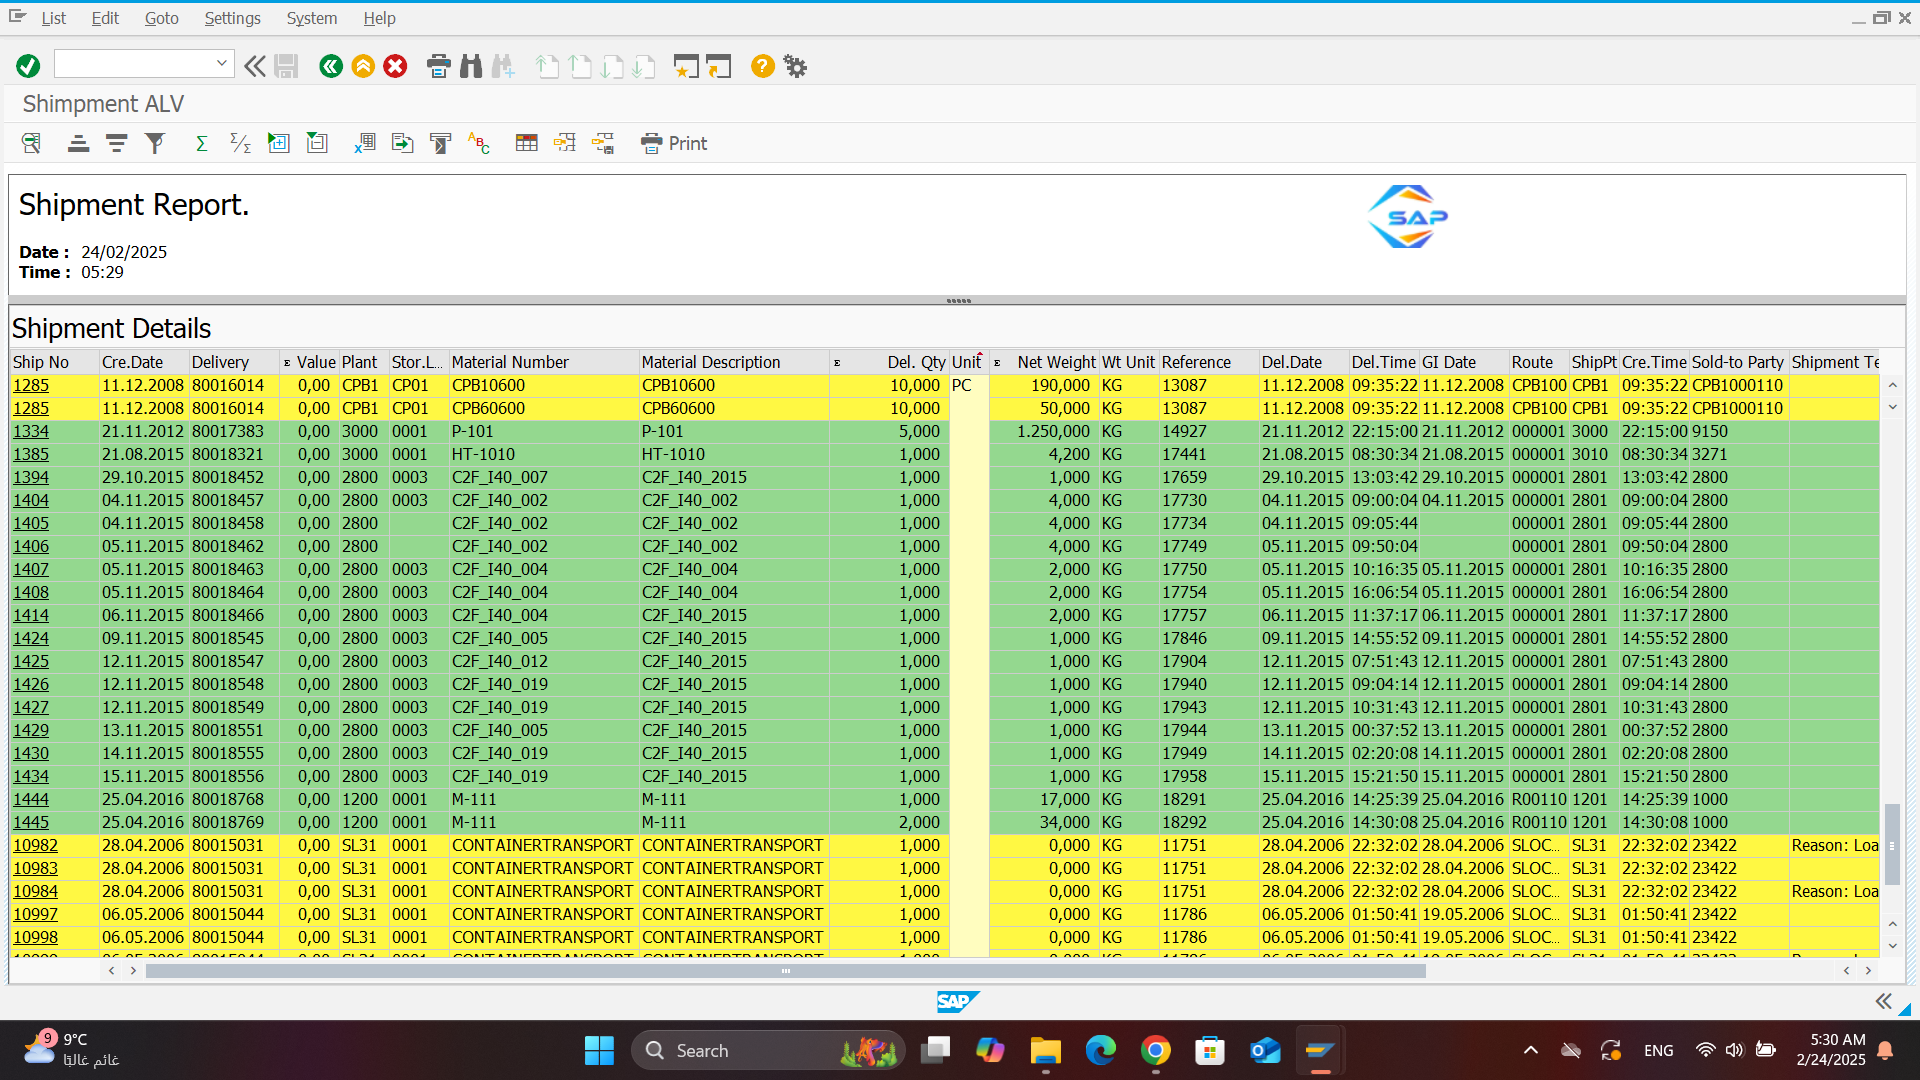 List Edit Goto Settings System Help
Shimpment ALV
Print
Shipment Report.
SAP
Date : 24/02/2025
Time : 05:29
Shipment Details
Ship No Cre.Date Delivery Σ Value Plant Stor.L... Material Number Material Description Σ Del. Qty Unit Σ Net Weight Wt Unit Reference Del.Date Del.Time GI Date Route ShipPt Cre.Time Sold-to Party Shipment Te
1285 11.12.2008 80016014 0,00 CPB1 CP01 CPB10600 CPB10600 10,000 PC 190,000 KG 13087 11.12.2008 09:35:22 11.12.2008 CPB100 CPB1 09:35:22 CPB1000110
1285 11.12.2008 80016014 0,00 CPB1 CP01 CPB60600 CPB60600 10,000 50,000 KG 13087 11.12.2008 09:35:22 11.12.2008 CPB100 CPB1 09:35:22 CPB1000110
1334 21.11.2012 80017383 0,00 3000 0001 P-101 P-101 5,000 1.250,000 KG 14927 21.11.2012 22:15:00 21.11.2012 000001 3000 22:15:00 9150
1385 21.08.2015 80018321 0,00 3000 0001 HT-1010 HT-1010 1,000 4,200 KG 17441 21.08.2015 08:30:34 21.08.2015 000001 3010 08:30:34 3271
1394 29.10.2015 80018452 0,00 2800 0003 C2F_I40_007 C2F_I40_2015 1,000 1,000 KG 17659 29.10.2015 13:03:42 29.10.2015 000001 2801 13:03:42 2800
1404 04.11.2015 80018457 0,00 2800 0003 C2F_I40_002 C2F_I40_002 1,000 4,000 KG 17730 04.11.2015 09:00:04 04.11.2015 000001 2801 09:00:04 2800
1405 04.11.2015 80018458 0,00 2800 C2F_I40_002 C2F_I40_002 1,000 4,000 KG 17734 04.11.2015 09:05:44 000001 2801 09:05:44 2800
1406 05.11.2015 80018462 0,00 2800 C2F_I40_002 C2F_I40_002 1,000 4,000 KG 17749 05.11.2015 09:50:04 000001 2801 09:50:04 2800
1407 05.11.2015 80018463 0,00 2800 0003 C2F_I40_004 C2F_I40_004 1,000 2,000 KG 17750 05.11.2015 10:16:35 05.11.2015 000001 2801 10:16:35 2800
1408 05.11.2015 80018464 0,00 2800 0003 C2F_I40_004 C2F_I40_004 1,000 2,000 KG 17754 05.11.2015 16:06:54 05.11.2015 000001 2801 16:06:54 2800
1414 06.11.2015 80018466 0,00 2800 0003 C2F_I40_004 C2F_I40_2015 1,000 2,000 KG 17757 06.11.2015 11:37:17 06.11.2015 000001 2801 11:37:17 2800
1424 09.11.2015 80018545 0,00 2800 0003 C2F_I40_005 C2F_I40_2015 1,000 1,000 KG 17846 09.11.2015 14:55:52 09.11.2015 000001 2801 14:55:52 2800
1425 12.11.2015 80018547 0,00 2800 0003 C2F_I40_012 C2F_I40_2015 1,000 1,000 KG 17904 12.11.2015 07:51:43 12.11.2015 000001 2801 07:51:43 2800
1426 12.11.2015 80018548 0,00 2800 0003 C2F_I40_019 C2F_I40_2015 1,000 1,000 KG 17940 12.11.2015 09:04:14 12.11.2015 000001 2801 09:04:14 2800
1427 12.11.2015 80018549 0,00 2800 0003 C2F_I40_019 C2F_I40_2015 1,000 1,000 KG 17943 12.11.2015 10:31:43 12.11.2015 000001 2801 10:31:43 2800
1429 13.11.2015 80018551 0,00 2800 0003 C2F_I40_005 C2F_I40_2015 1,000 1,000 KG 17944 13.11.2015 00:37:52 13.11.2015 000001 2801 00:37:52 2800
1430 14.11.2015 80018555 0,00 2800 0003 C2F_I40_019 C2F_I40_2015 1,000 1,000 KG 17949 14.11.2015 02:20:08 14.11.2015 000001 2801 02:20:08 2800
1434 15.11.2015 80018556 0,00 2800 0003 C2F_I40_019 C2F_I40_2015 1,000 1,000 KG 17958 15.11.2015 15:21:50 15.11.2015 000001 2801 15:21:50 2800
1444 25.04.2016 80018768 0,00 1200 0001 M-111 M-111 1,000 17,000 KG 18291 25.04.2016 14:25:39 25.04.2016 R00110 1201 14:25:39 1000
1445 25.04.2016 80018769 0,00 1200 0001 M-111 M-111 2,000 34,000 KG 18292 25.04.2016 14:30:08 25.04.2016 R00110 1201 14:30:08 1000
10982 28.04.2006 80015031 0,00 SL31 0001 CONTAINERTRANSPORT CONTAINERTRANSPORT 1,000 0,000 KG 11751 28.04.2006 22:32:02 28.04.2006 SLOC... SL31 22:32:02 23422 Reason: Loa
10983 28.04.2006 80015031 0,00 SL31 0001 CONTAINERTRANSPORT CONTAINERTRANSPORT 1,000 0,000 KG 11751 28.04.2006 22:32:02 28.04.2006 SLOC... SL31 22:32:02 23422
10984 28.04.2006 80015031 0,00 SL31 0001 CONTAINERTRANSPORT CONTAINERTRANSPORT 1,000 0,000 KG 11751 28.04.2006 22:32:02 28.04.2006 SLOC... SL31 22:32:02 23422 Reason: Loa
10997 06.05.2006 80015044 0,00 SL31 0001 CONTAINERTRANSPORT CONTAINERTRANSPORT 1,000 0,000 KG 11786 06.05.2006 01:50:41 19.05.2006 SLOC... SL31 01:50:41 23422
10998 06.05.2006 80015044 0,00 SL31 0001 CONTAINERTRANSPORT CONTAINERTRANSPORT 1,000 0,000 KG 11786 06.05.2006 01:50:41 19.05.2006 SLOC... SL31 01:50:41 23422
SAP
9 9°C
غائم غالبًا
Search
ENG
5:30 AM
2/24/2025